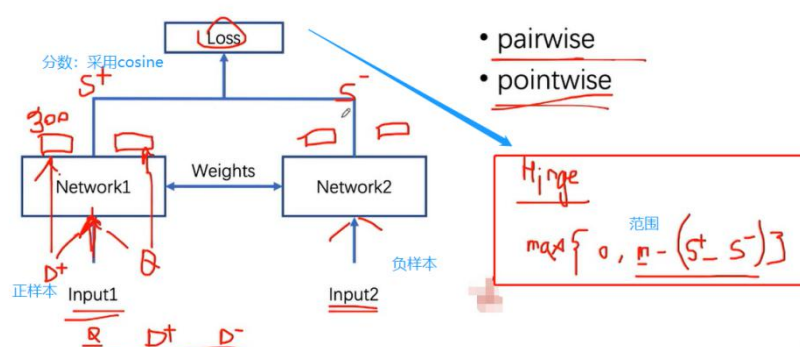 Loss
分数：采用cosine
S⁺
S⁻
300
Network1
Weights
Network2
D⁺
Q
正样本
负样本
Input1
Input2
Q D⁺ D⁻
• pairwise
• pointwise
Hinge
范围
max{ 0, m - (S⁺ - S⁻)}